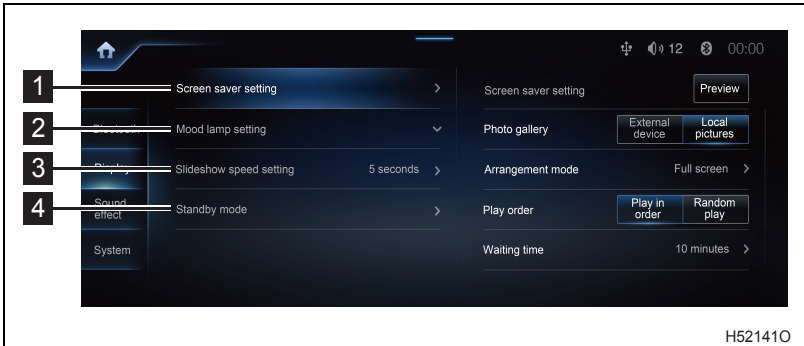 12 00:00
1
Screen saver setting
Screen saver setting
Preview
2
Bluetooth
Mood lamp setting
Photo gallery
External
device
Local
pictures
3
Display
Slideshow speed setting
5 seconds
Arrangement mode
Full screen
4
Sound
effect
Standby mode
Play order
Play in
order
Random
play
System
Waiting time
10 minutes
H52141O